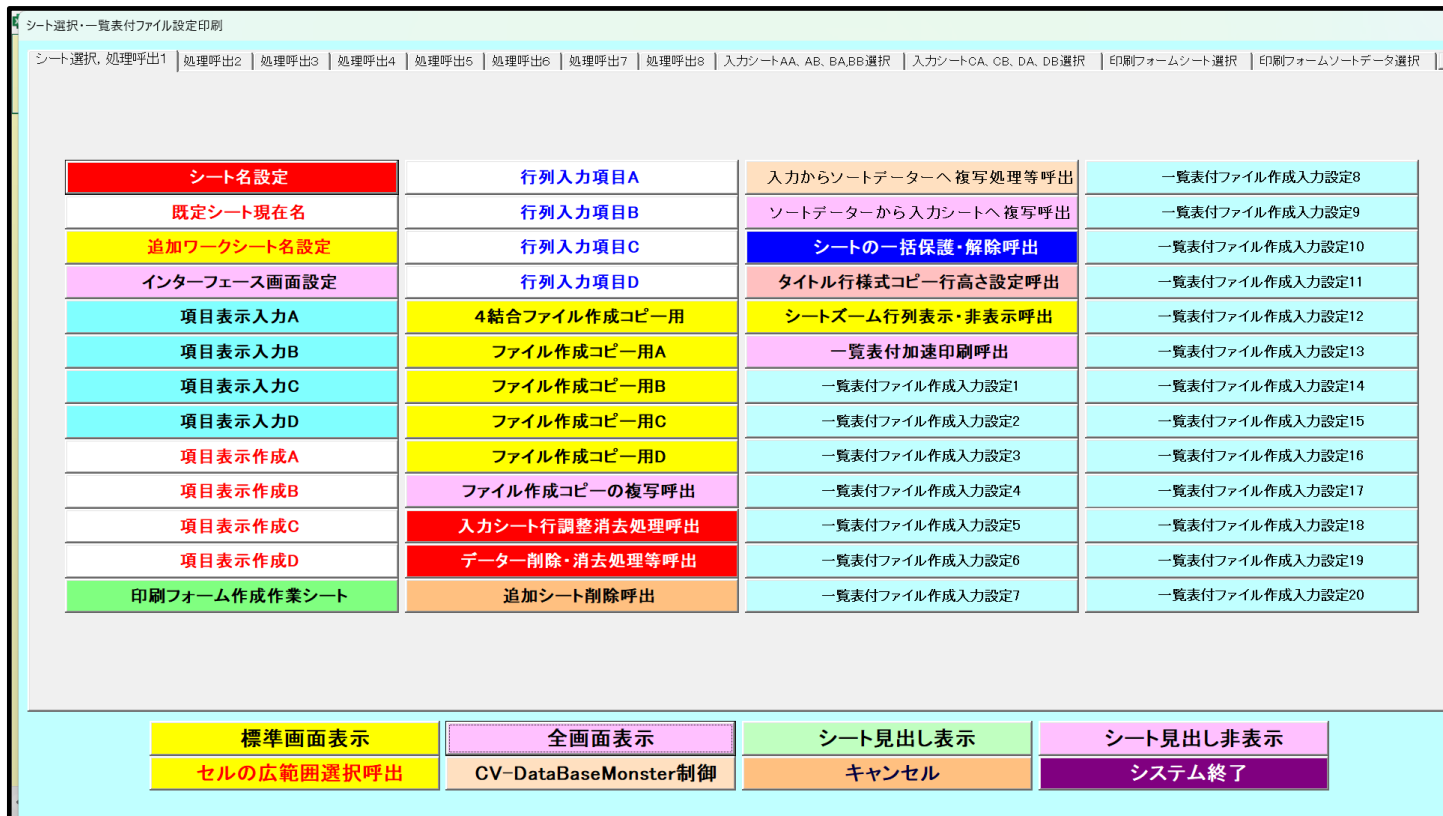 シート選択・一覧表付ファイル設定印刷
シート選択, 処理呼出1 処理呼出2 処理呼出3 処理呼出4 処理呼出5 処理呼出6 処理呼出7 処理呼出8 入力シートAA、AB、BA,BB選択 入力シートCA、CB、DA、DB選択 印刷フォームシート選択 印刷フォームソートデータ選択
シート名設定 行列入力項目A 入力からソートデーターへ複写処理等呼出 一覧表付ファイル作成入力設定8
既定シート現在名 行列入力項目B ソートデーターから入力シートへ複写呼出 一覧表付ファイル作成入力設定9
追加ワークシート名設定 行列入力項目C シートの一括保護・解除呼出 一覧表付ファイル作成入力設定10
インターフェース画面設定 行列入力項目D タイトル行様式コピー行高さ設定呼出 一覧表付ファイル作成入力設定11
項目表示入力A 4結合ファイル作成コピー用 シートズーム行列表示・非表示呼出 一覧表付ファイル作成入力設定12
項目表示入力B ファイル作成コピー用A 一覧表付加速印刷呼出 一覧表付ファイル作成入力設定13
項目表示入力C ファイル作成コピー用B 一覧表付ファイル作成入力設定1 一覧表付ファイル作成入力設定14
項目表示入力D ファイル作成コピー用C 一覧表付ファイル作成入力設定2 一覧表付ファイル作成入力設定15
項目表示作成A ファイル作成コピー用D 一覧表付ファイル作成入力設定3 一覧表付ファイル作成入力設定16
項目表示作成B ファイル作成コピーの複写呼出 一覧表付ファイル作成入力設定4 一覧表付ファイル作成入力設定17
項目表示作成C 入力シート行調整消去処理呼出 一覧表付ファイル作成入力設定5 一覧表付ファイル作成入力設定18
項目表示作成D データー削除・消去処理等呼出 一覧表付ファイル作成入力設定6 一覧表付ファイル作成入力設定19
印刷フォーム作成作業シート 追加シート削除呼出 一覧表付ファイル作成入力設定7 一覧表付ファイル作成入力設定20
標準画面表示 全画面表示 シート見出し表示 シート見出し非表示
セルの広範囲選択呼出 CV-DataBaseMonster制御 キャンセル システム終了